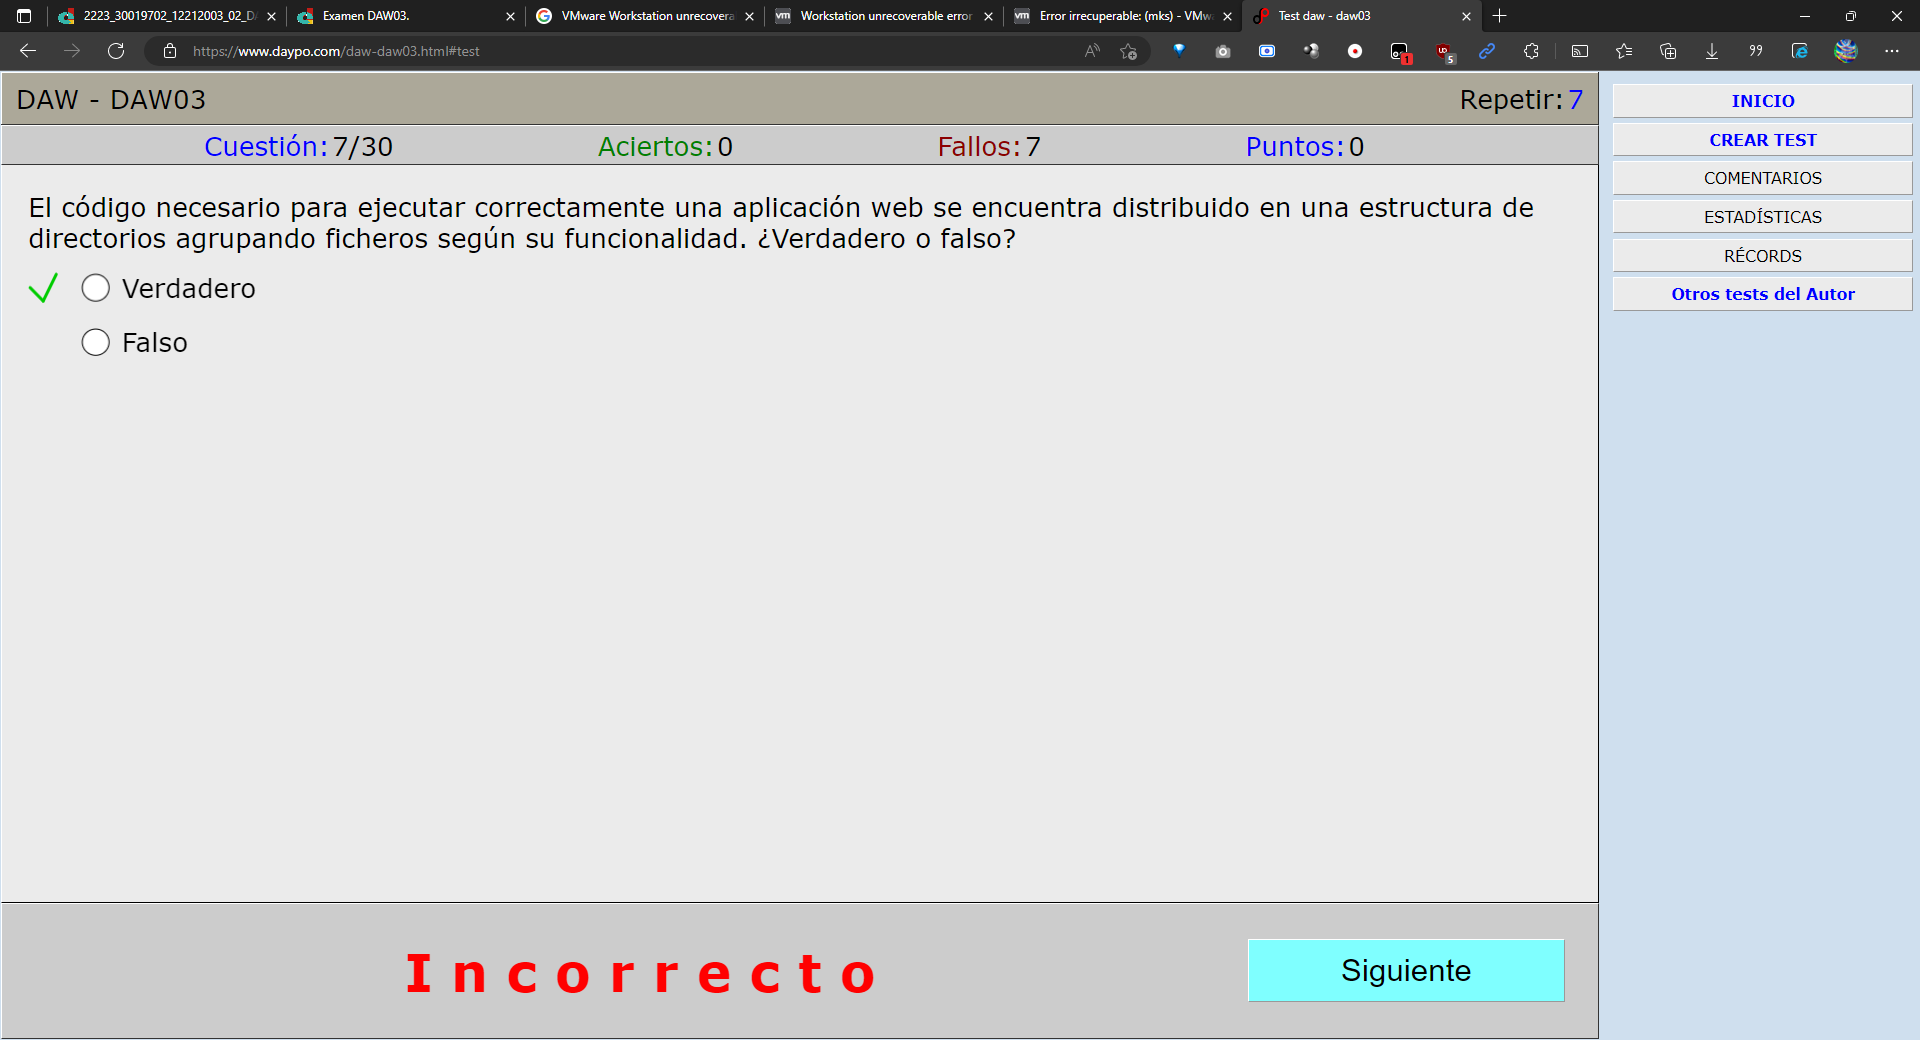 2223_30019702_12212003_02_D
Examen DAW03.
VMware Workstation unrecovera
Workstation unrecoverable error
Error irrecuperable: (mks) - VMw
Test daw - daw03
https://www.daypo.com/daw-daw03.html#test
1
5
DAW - DAW03
Repetir: 7
Cuestión: 7/30
Aciertos: 0
Fallos: 7
Puntos: 0
El código necesario para ejecutar correctamente una aplicación web se encuentra distribuido en una estructura de
directorios agrupando ficheros según su funcionalidad. ¿Verdadero o falso?
Verdadero
Falso
Incorrecto
Siguiente
INICIO
CREAR TEST
COMENTARIOS
ESTADÍSTICAS
RÉCORDS
Otros tests del Autor